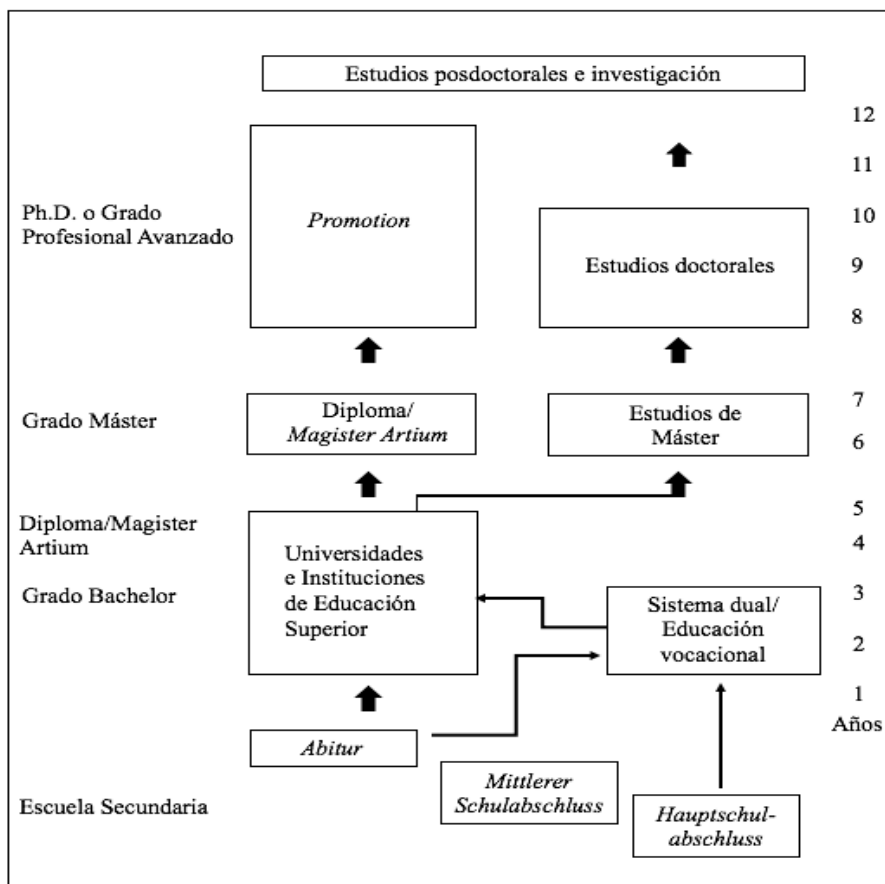 Estudios posdoctorales e investigación
12
11
Ph.D. o Grado
Profesional Avanzado
Promotion
10
Estudios doctorales
9
8
Grado Máster
Diploma/
Magister Artium
Estudios de
Máster
7
6
Diploma/Magister
Artium
5
4
Grado Bachelor
Universidades
e Instituciones
de Educación
Superior
Sistema dual/
Educación
vocacional
3
2
1
Años
Abitur
Escuela Secundaria
Mittlerer
Schulabschluss
Hauptschul-
abschluss